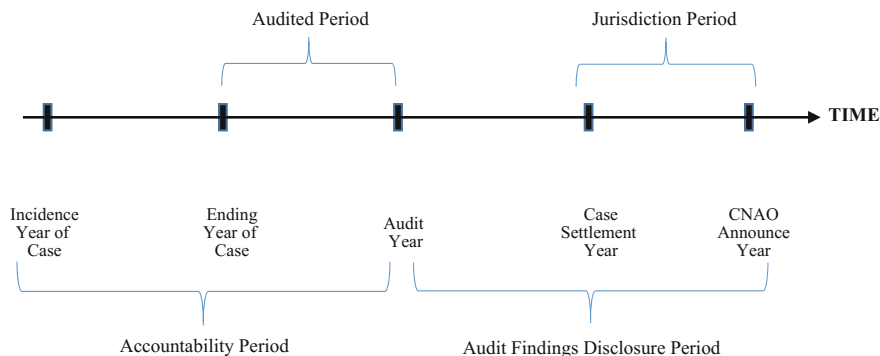 Audited Period
Jurisdiction Period
TIME
Incidence
Year of
Case
Ending
Year of
Case
Audit
Year
Case
Settlement
Year
CNAO
Announce
Year
Accountability Period
Audit Findings Disclosure Period